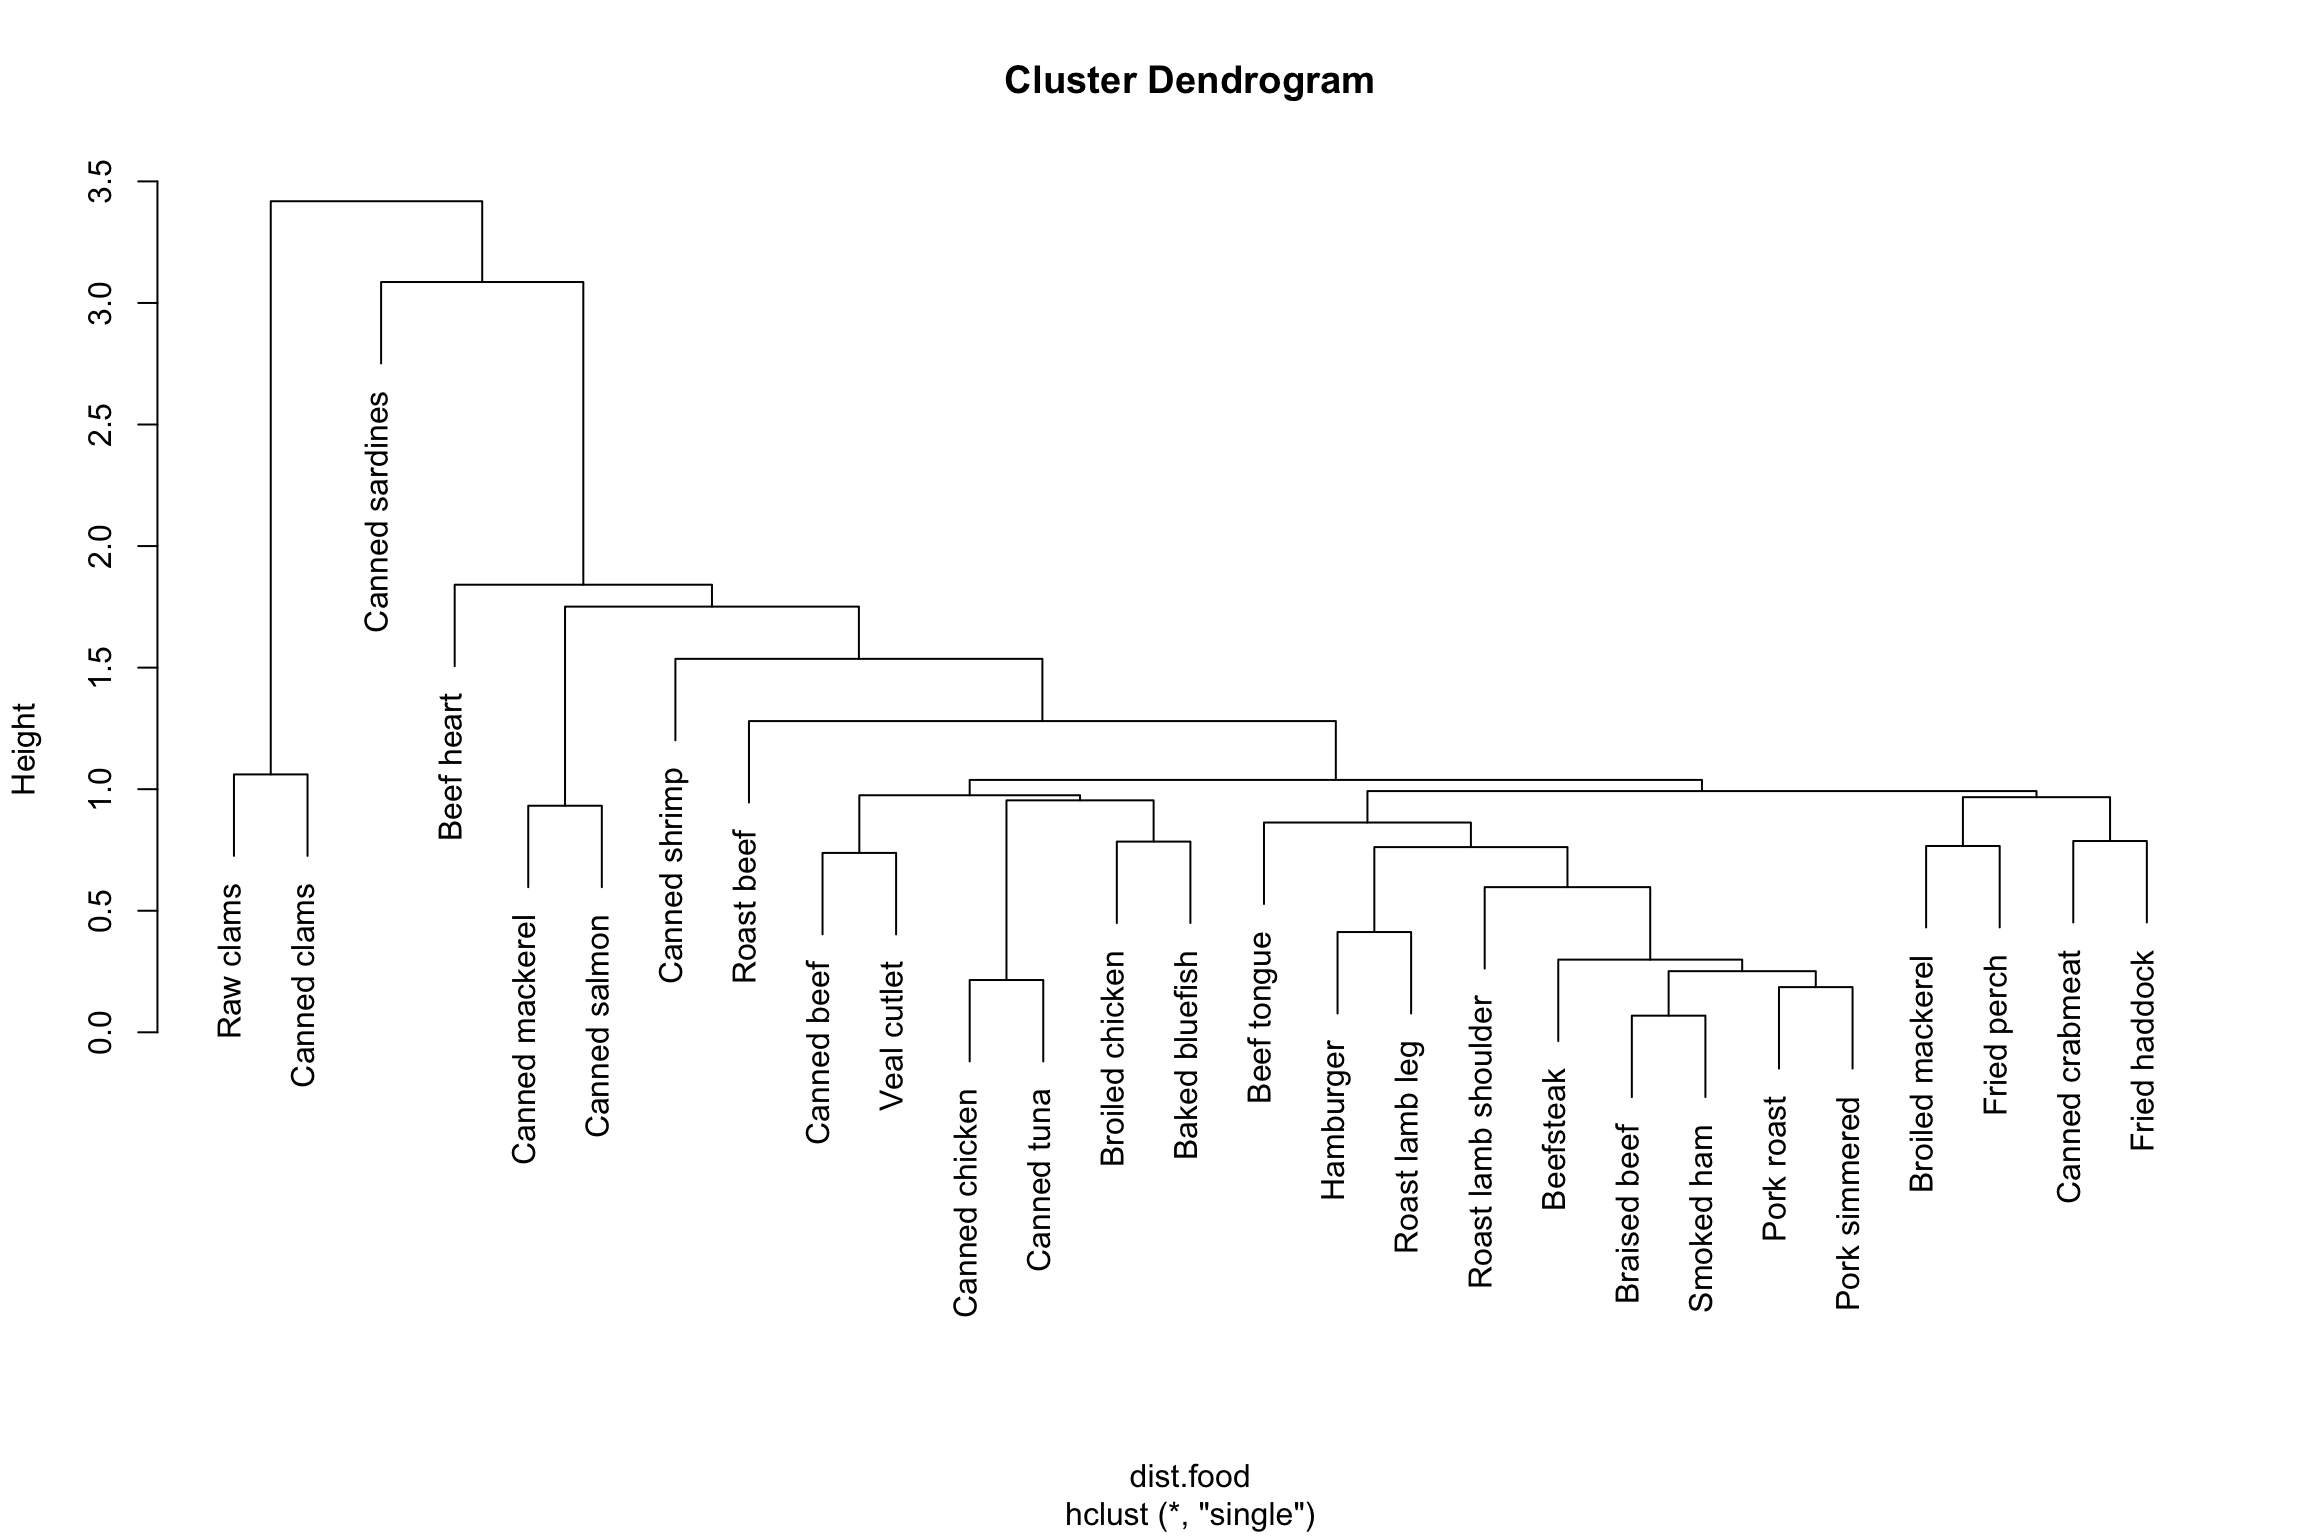 Cluster Dendrogram
Height
3.5
3.0
2.5
2.0
1.5
1.0
0.5
0.0
Raw clams
Canned clams
Canned sardines
Beef heart
Canned mackerel
Canned salmon
Canned shrimp
Roast beef
Canned beef
Veal cutlet
Canned chicken
Canned tuna
Broiled chicken
Baked bluefish
Beef tongue
Hamburger
Roast lamb leg
Roast lamb shoulder
Beefsteak
Braised beef
Smoked ham
Pork roast
Pork simmered
Broiled mackerel
Fried perch
Canned crabmeat
Fried haddock
dist.food
hclust (*, "single")